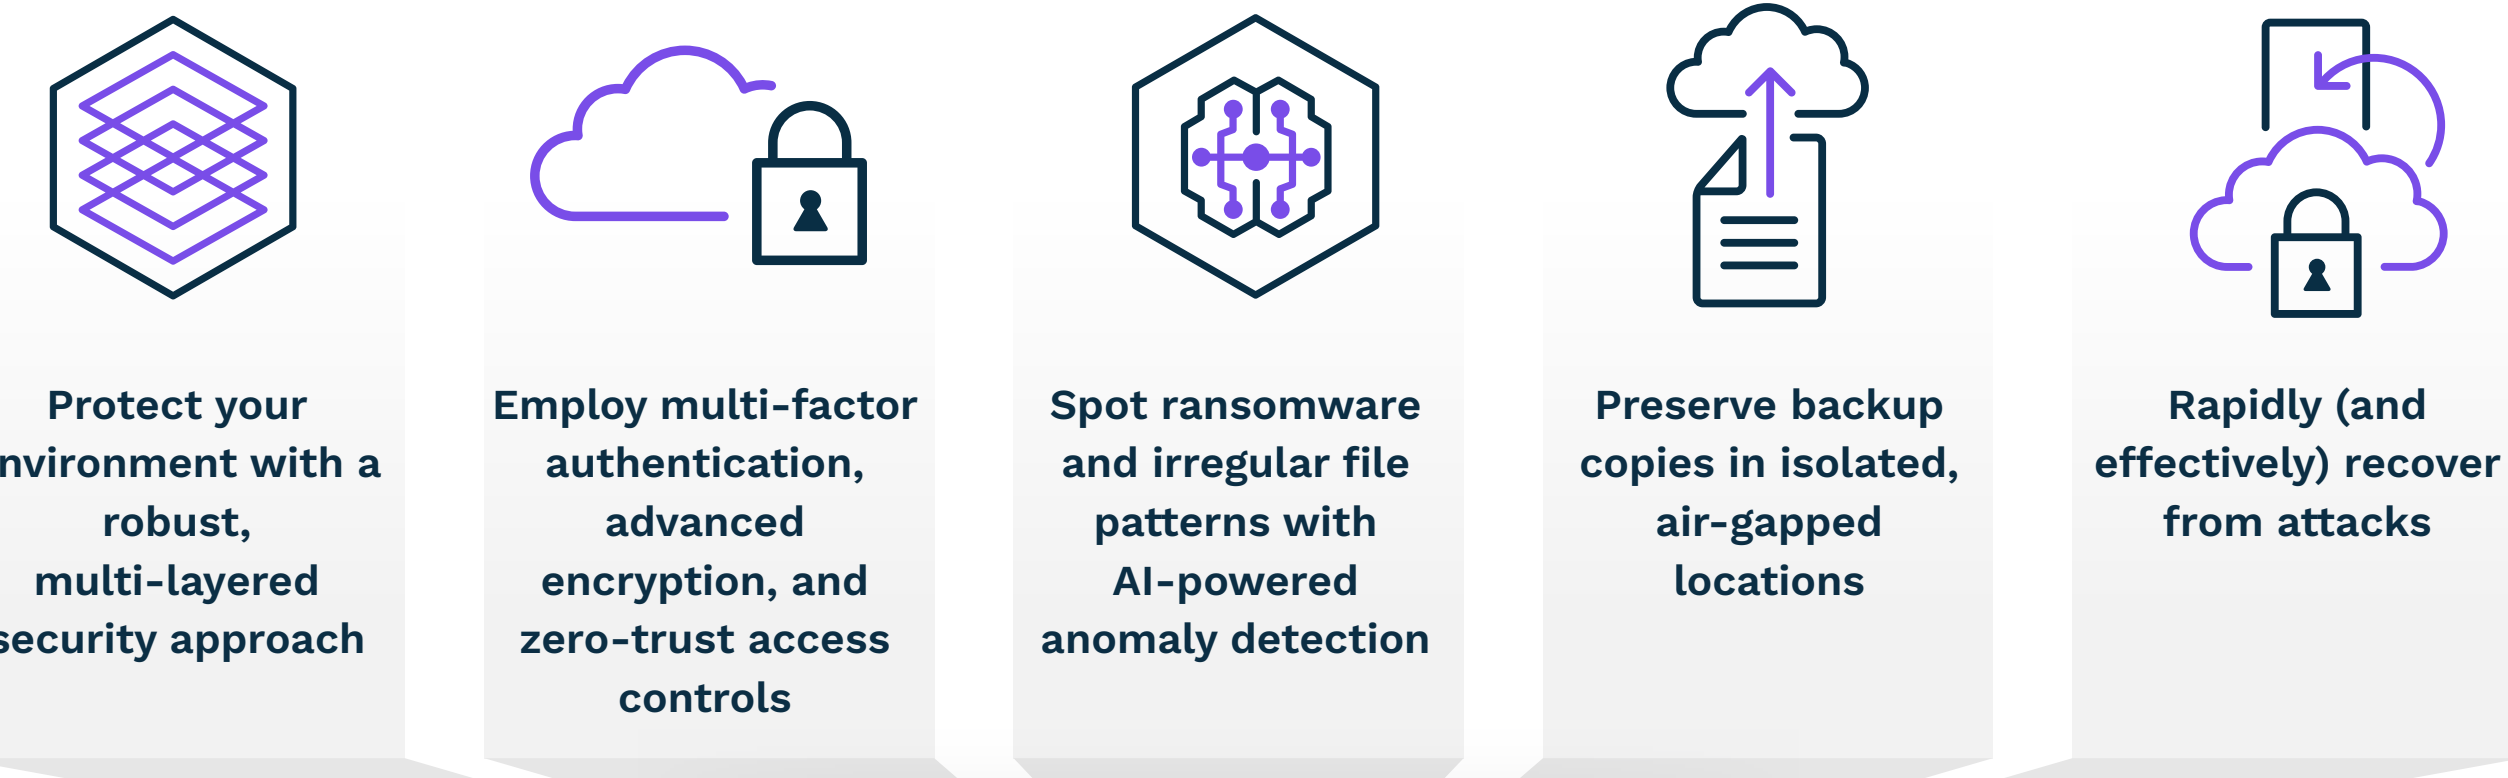 Protect your
nvironment with a
robust,
multi-layered
security approach
Employ multi-factor
authentication,
advanced
encryption, and
zero-trust access
controls
Spot ransomware
and irregular file
patterns with
AI-powered
anomaly detection
Preserve backup
copies in isolated,
air-gapped
locations
Rapidly (and
effectively) recover
from attacks